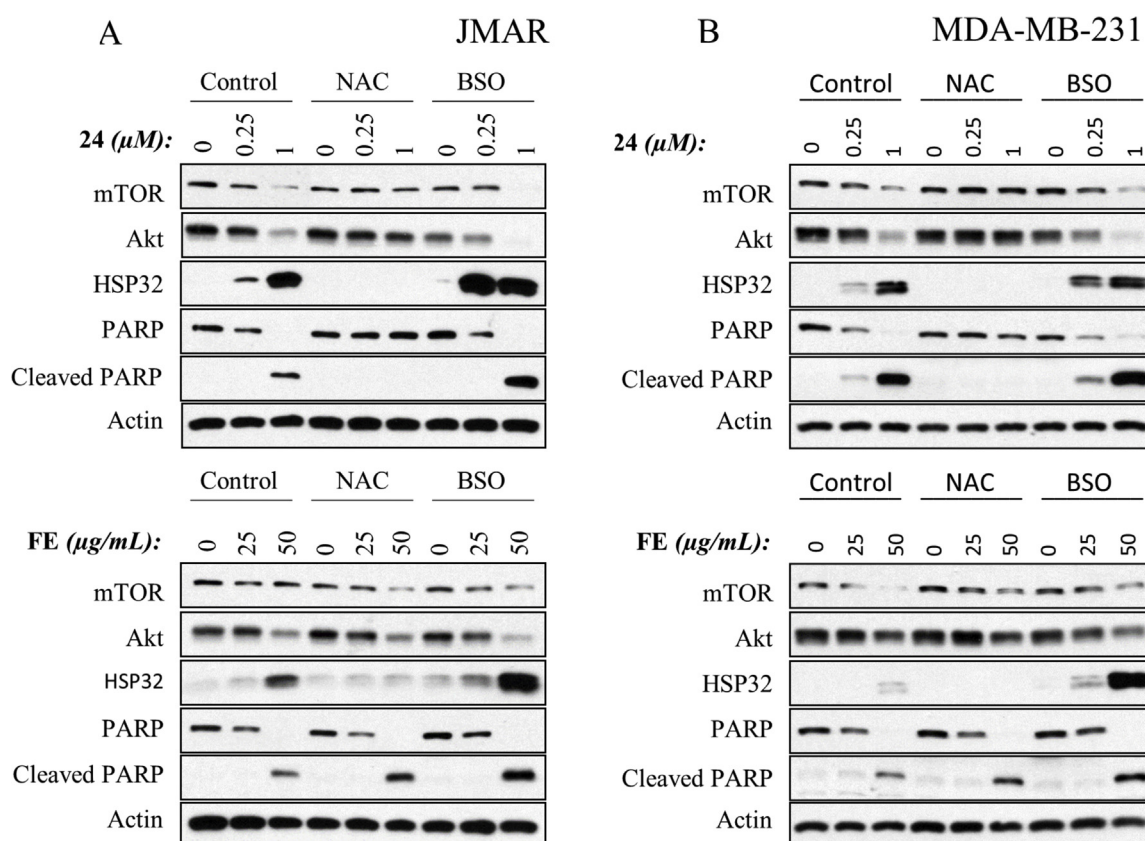 A JMAR
Control NAC BSO
24 (µM): 0 0.25 1 0 0.25 1 0 0.25 1
mTOR
Akt
HSP32
PARP
Cleaved PARP
Actin
Control NAC BSO
FE (µg/mL): 0 25 50 0 25 50 0 25 50
mTOR
Akt
HSP32
PARP
Cleaved PARP
Actin
B MDA-MB-231
Control NAC BSO
24 (µM): 0 0.25 1 0 0.25 1 0 0.25 1
mTOR
Akt
HSP32
PARP
Cleaved PARP
Actin
Control NAC BSO
FE (µg/mL): 0 25 50 0 25 50 0 25 50
mTOR
Akt
HSP32
PARP
Cleaved PARP
Actin